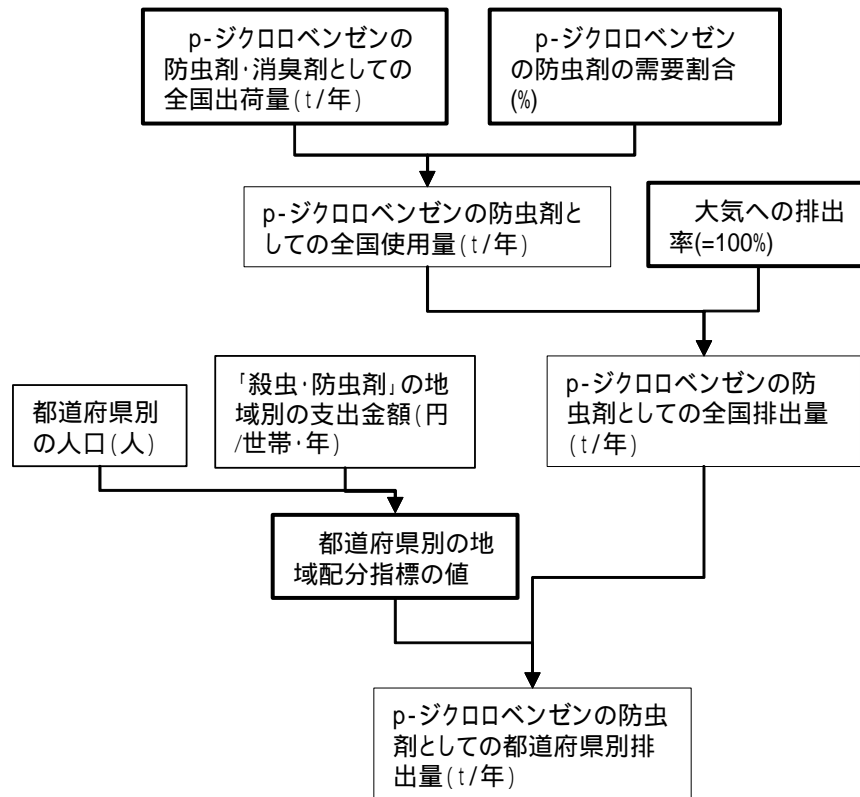 p-ジクロロベンゼンの
防虫剤・消臭剤としての
全国出荷量(t/年)
p-ジクロロベンゼン
の防虫剤の需要割合
(%)
p-ジクロロベンゼンの防虫剤と
しての全国使用量(t/年)
大気への排出
率(=100%)
都道府県別
の人口(人)
「殺虫・防虫剤」の地
域別の支出金額(円
/世帯・年)
p-ジクロロベンゼンの防
虫剤としての全国排出量
(t/年)
都道府県別の地
域配分指標の値
p-ジクロロベンゼンの防虫
剤としての都道府県別排
出量(t/年)